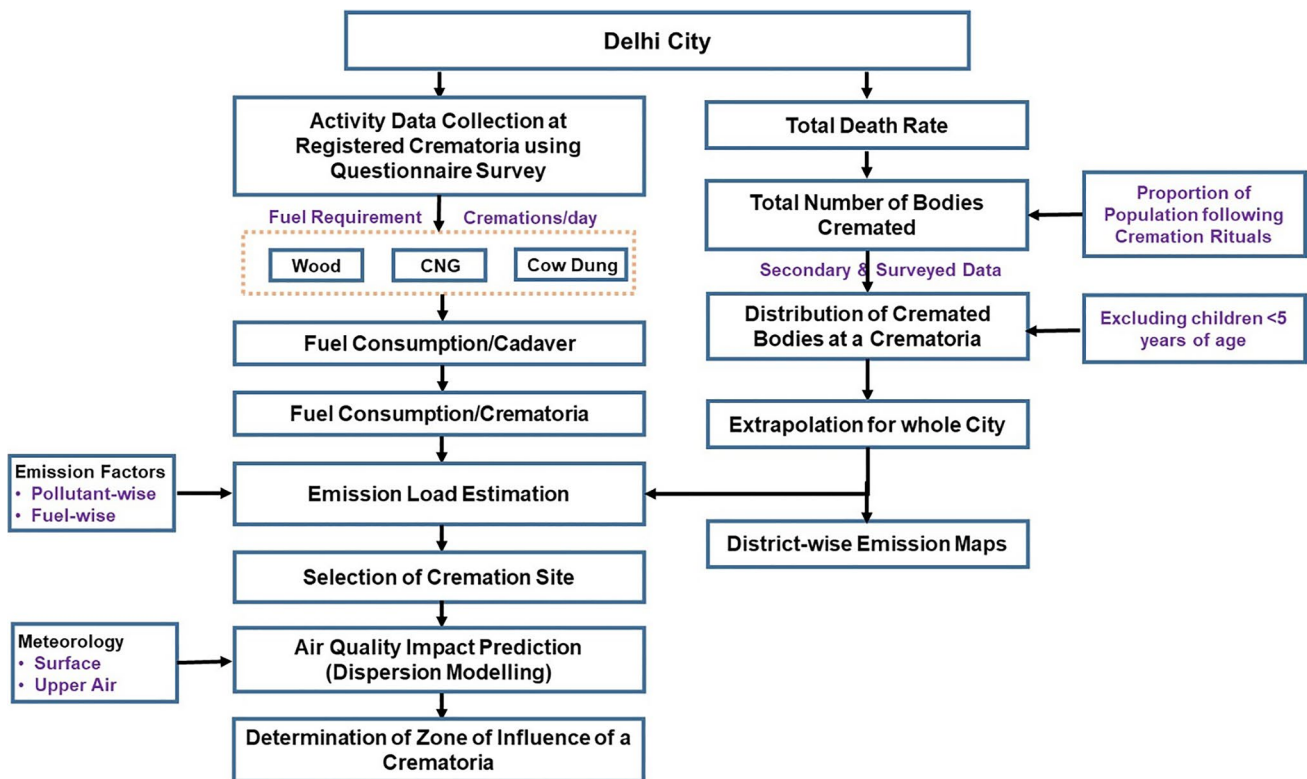 Delhi City
Activity Data Collection at
Registered Crematoria using
Questionnaire Survey
Fuel Requirement
Cremations/day
Wood
CNG
Cow Dung
Fuel Consumption/Cadaver
Fuel Consumption/Crematoria
Emission Factors
• Pollutant-wise
• Fuel-wise
Emission Load Estimation
Selection of Cremation Site
Meteorology
• Surface
• Upper Air
Air Quality Impact Prediction
(Dispersion Modelling)
Determination of Zone of Influence of a
Crematoria
Total Death Rate
Total Number of Bodies
Cremated
Proportion of
Population following
Cremation Rituals
Secondary & Surveyed Data
Distribution of Cremated
Bodies at a Crematoria
Excluding children <5
years of age
Extrapolation for whole City
District-wise Emission Maps